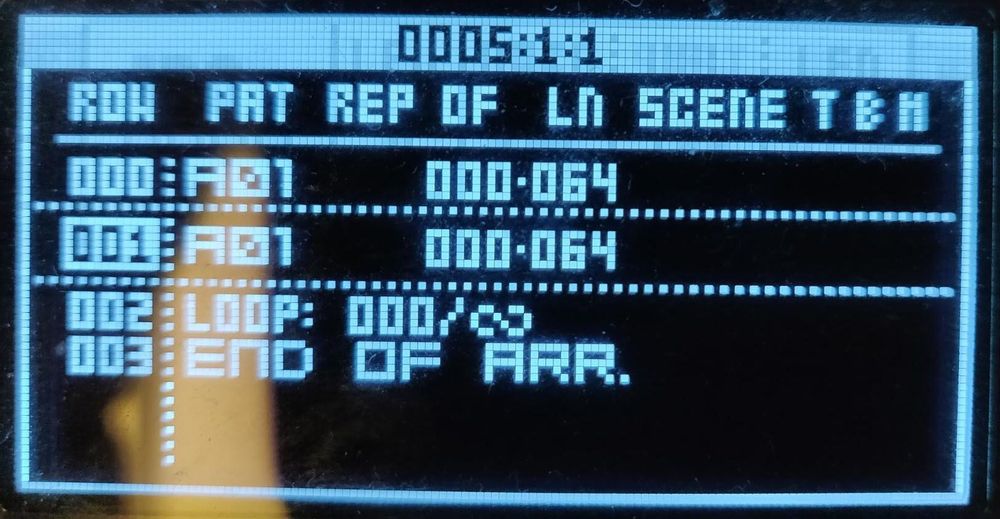 0005:1:1
ROW PAT REP OF LN SCENE T B M
000 A01 000·064
001 A01 000·064
002 LOOP: 000/∞
003 END OF ARR.